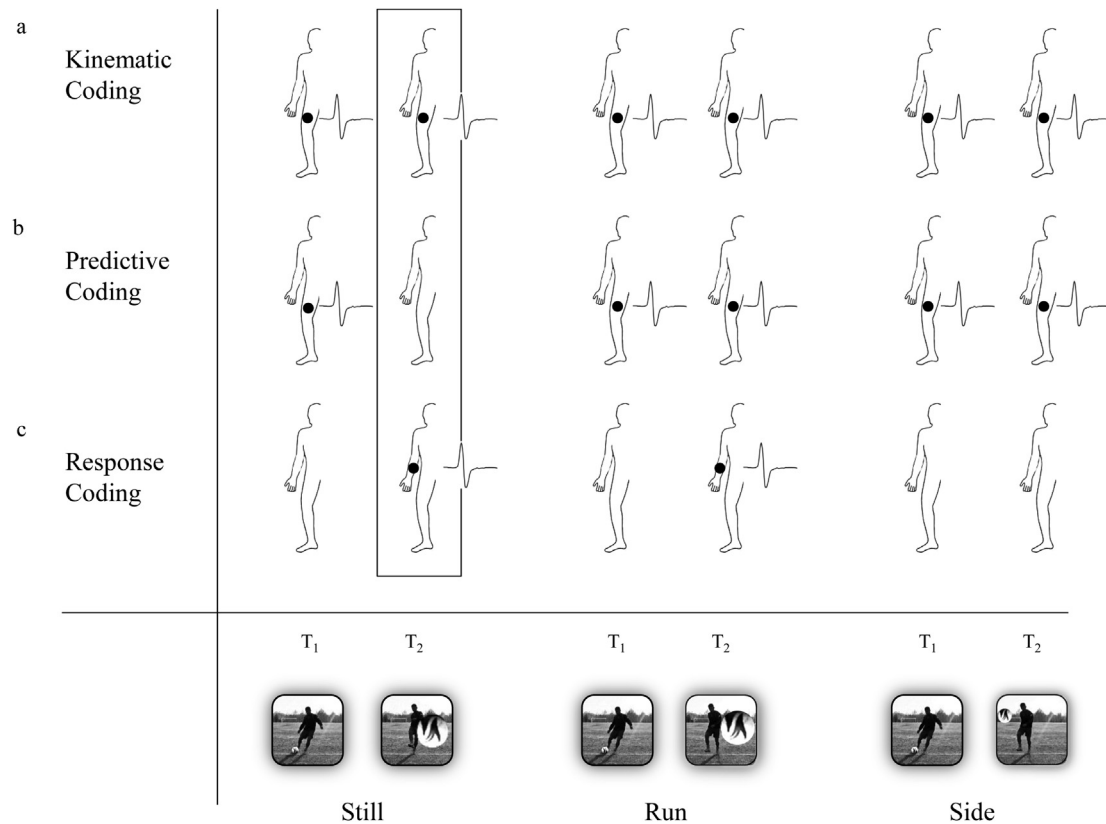 a
Kinematic
Coding
b
Predictive
Coding
c
Response
Coding
T₁ T₂ T₁ T₂ T₁ T₂
Still Run Side